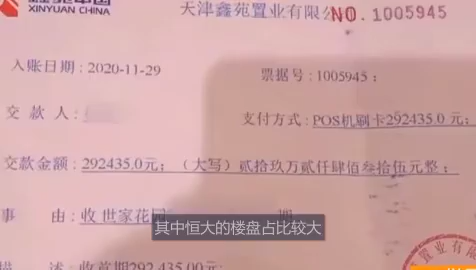 XINYUAN CHINA
天津鑫苑置业有限公
NO. 1005945
入账日期：2020-11-29
票据号：1005945；
交款人：
支付方式：POS机刷卡292435.0元；
交款金额：292435.0元；（大写）贰拾玖万贰仟肆佰叁拾伍元整；
事由：收 世家花园
其中恒大的楼盘占比较大
述：收首期292,435.00元